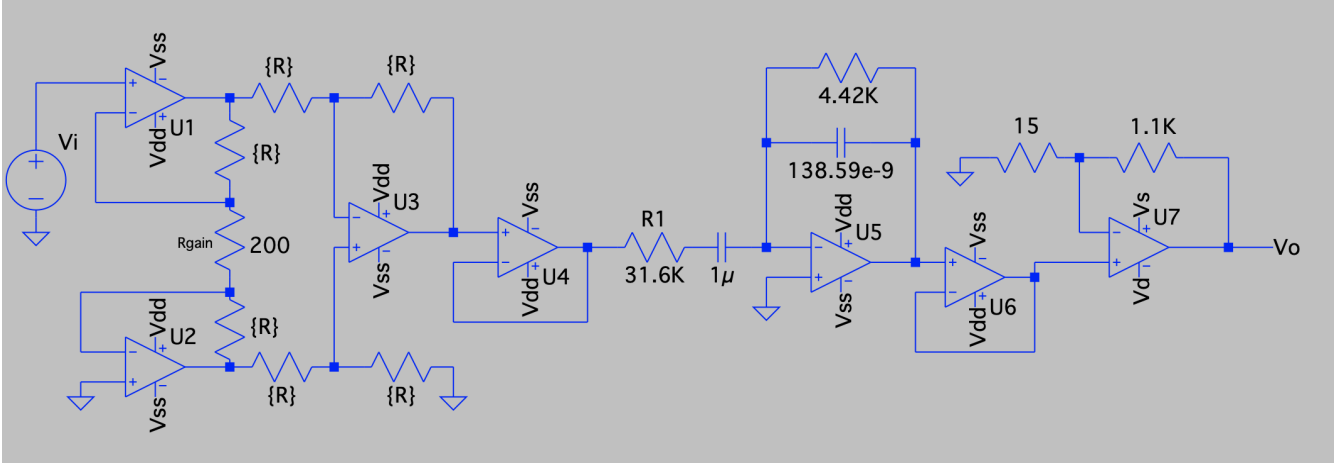 Vi
+
−
Vss
+
−
−
+
Vdd
U1
{R}
{R}
{R}
Rgain
200
{R}
Vdd
U2
−
+
+
−
Vss
{R}
{R}
Vdd
U3
+
−
+
−
Vss
Vss
−
+
−
+
U4
Vdd
R1
31.6K
1µ
4.42K
138.59e-9
Vdd
U5
+
−
+
−
Vss
Vss
−
+
−
+
U6
Vdd
15
1.1K
Vs
U7
+
−
+
−
Vd
Vo